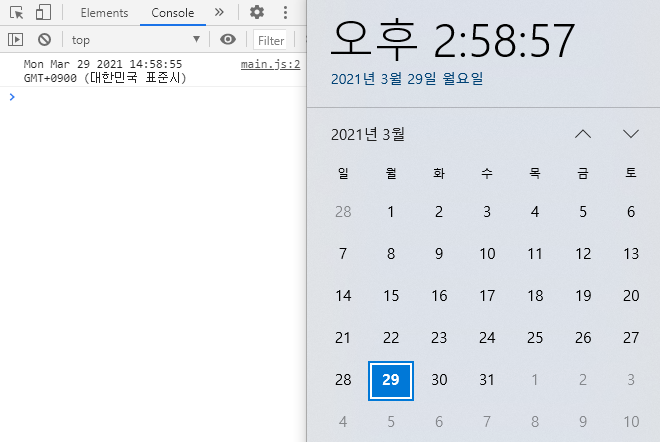 Elements Console »
top Filter
Mon Mar 29 2021 14:58:55 main.js:2
GMT+0900 (대한민국 표준시)
>
오후 2:58:57
2021년 3월 29일 월요일
2021년 3월
일 월 화 수 목 금 토
28 1 2 3 4 5 6
7 8 9 10 11 12 13
14 15 16 17 18 19 20
21 22 23 24 25 26 27
28 29 30 31 1 2 3
4 5 6 7 8 9 10